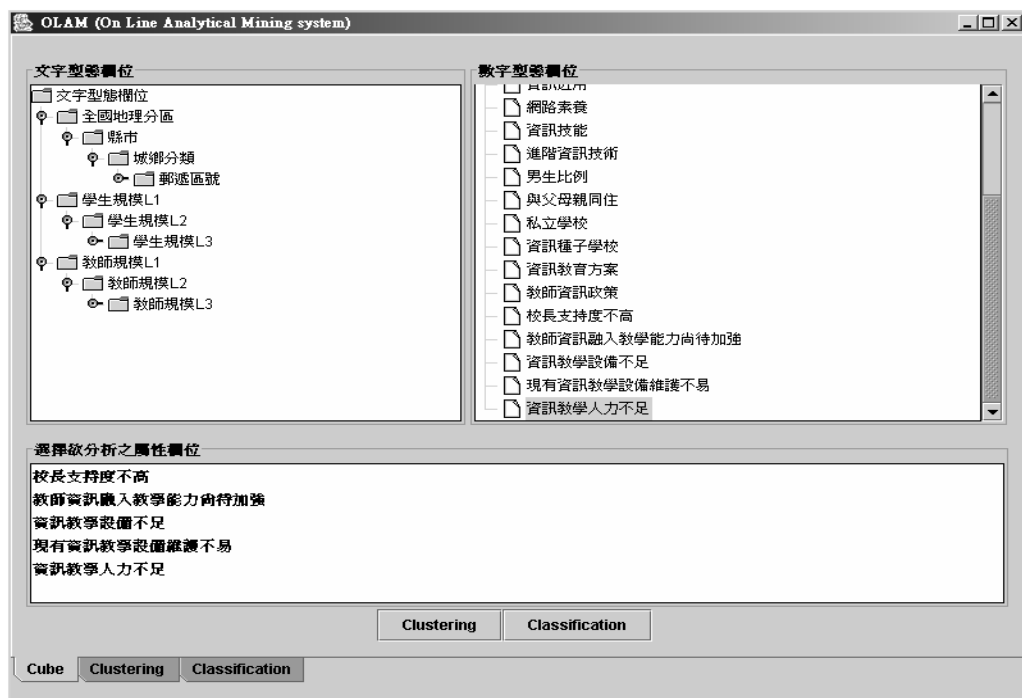 OLAM (On Line Analytical Mining system)
文字型態欄位
文字型態欄位
全國地理分區
縣市
城鄉分類
郵遞區號
學生規模L1
學生規模L2
學生規模L3
教師規模L1
教師規模L2
教師規模L3
數字型態欄位
網路素養
資訊技能
進階資訊技術
男生比例
與父母親同住
私立學校
資訊種子學校
資訊教育方案
教師資訊政策
校長支持度不高
教師資訊融入教學能力尚待加強
資訊教學設備不足
現有資訊教學設備維護不易
資訊教學人力不足
選擇欲分析之屬性欄位
校長支持度不高
教師資訊融入教學能力尚待加強
資訊教學設備不足
現有資訊教學設備維護不易
資訊教學人力不足
Clustering Classification
Cube Clustering Classification